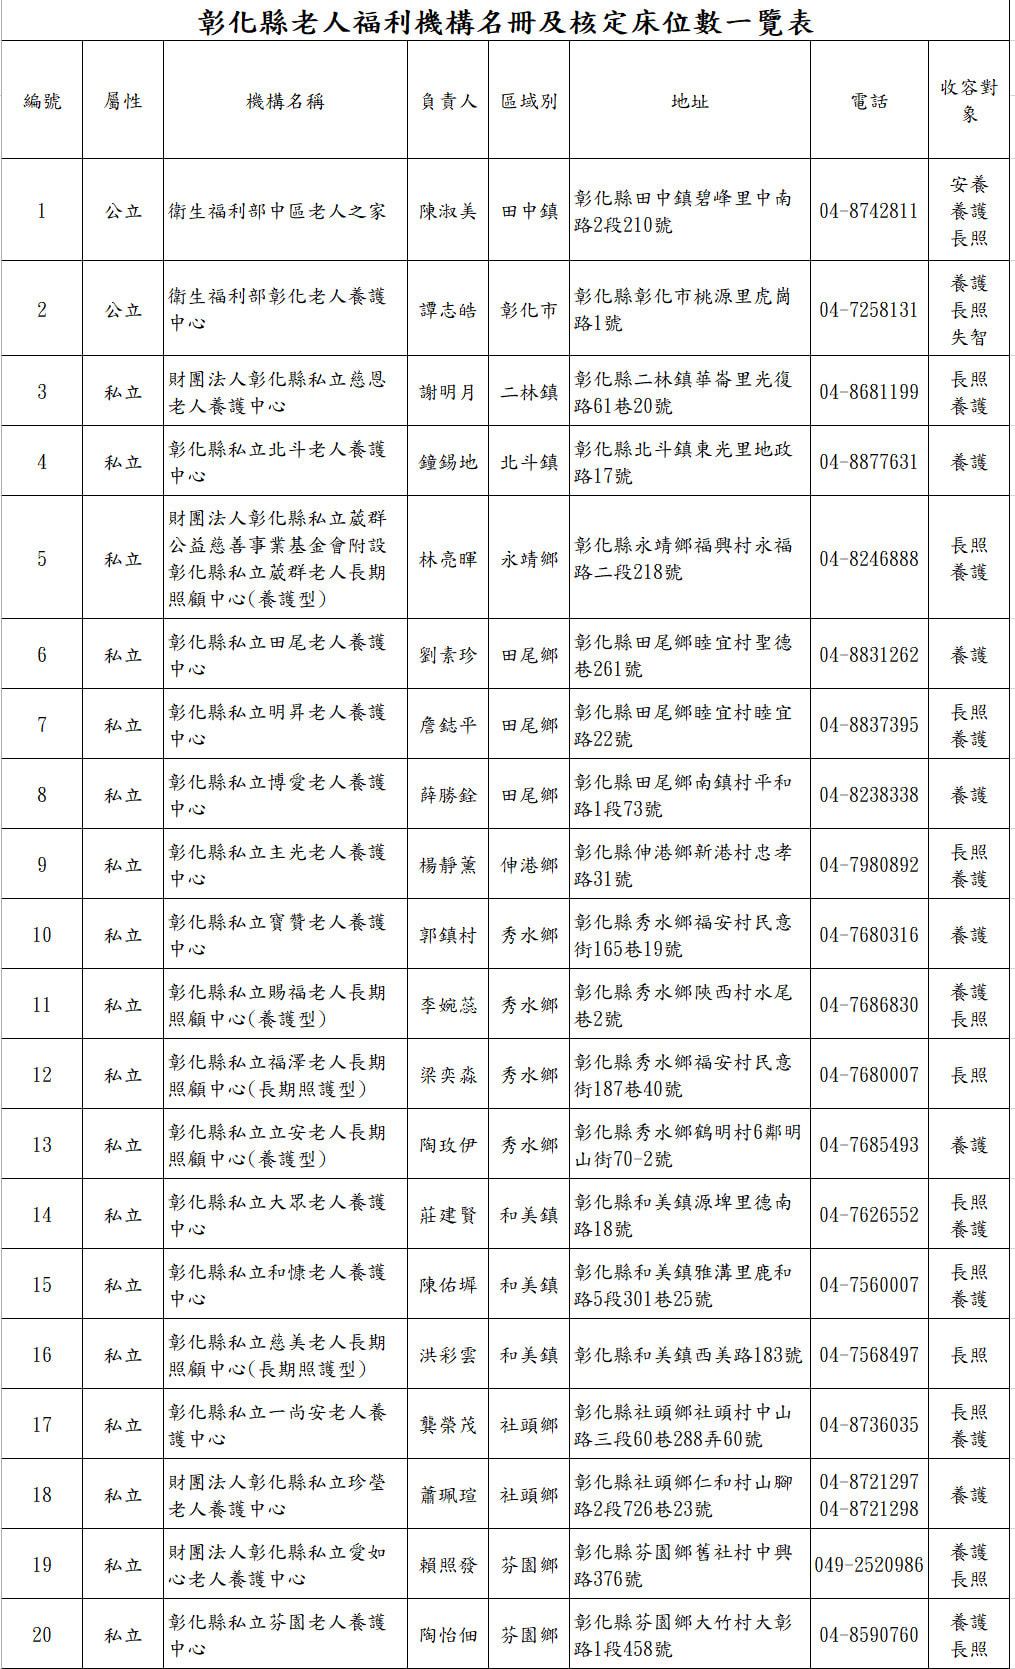 彰化縣老人福利機構名冊及核定床位數一覽表
編號 屬性 機構名稱 負責人 區域別 地址 電話 收容對
象
1 公立 衛生福利部中區老人之家 陳淑美 田中鎮 彰化縣田中鎮碧峰里中南
路2段210號 04-8742811 安養
養護
長照
2 公立 衛生福利部彰化老人養護
中心 譚志皓 彰化市 彰化縣彰化市桃源里虎崗
路1號 04-7258131 養護
長照
失智
3 私立 財團法人彰化縣私立慈恩
老人養護中心 謝明月 二林鎮 彰化縣二林鎮華崙里光復
路61巷20號 04-8681199 長照
養護
4 私立 彰化縣私立北斗老人養護
中心 鐘錫地 北斗鎮 彰化縣北斗鎮東光里地政
路17號 04-8877631 養護
5 私立 財團法人彰化縣私立葳群
公益慈善事業基金會附設
彰化縣私立葳群老人長期
照顧中心(養護型) 林亮暉 永靖鄉 彰化縣永靖鄉福興村永福
路二段218號 04-8246888 長照
養護
6 私立 彰化縣私立田尾老人養護
中心 劉素珍 田尾鄉 彰化縣田尾鄉睦宜村聖德
巷261號 04-8831262 養護
7 私立 彰化縣私立明昇老人養護
中心 詹鋕平 田尾鄉 彰化縣田尾鄉睦宜村睦宜
路22號 04-8837395 長照
養護
8 私立 彰化縣私立博愛老人養護
中心 薛勝銓 田尾鄉 彰化縣田尾鄉南鎮村平和
路1段73號 04-8238338 養護
9 私立 彰化縣私立主光老人養護
中心 楊靜薰 伸港鄉 彰化縣伸港鄉新港村忠孝
路31號 04-7980892 長照
養護
10 私立 彰化縣私立寶贊老人養護
中心 郭鎮村 秀水鄉 彰化縣秀水鄉福安村民意
街165巷19號 04-7680316 養護
11 私立 彰化縣私立賜福老人長期
照顧中心(養護型) 李婉蕊 秀水鄉 彰化縣秀水鄉陝西村水尾
巷2號 04-7686830 養護
長照
12 私立 彰化縣私立福澤老人長期
照顧中心(長期照護型) 梁奕淼 秀水鄉 彰化縣秀水鄉福安村民意
街187巷40號 04-7680007 長照
13 私立 彰化縣私立立安老人長期
照顧中心(養護型) 陶玫伊 秀水鄉 彰化縣秀水鄉鶴明村6鄰明
山街70-2號 04-7685493 養護
14 私立 彰化縣私立大眾老人養護
中心 莊建賢 和美鎮 彰化縣和美鎮源埤里德南
路18號 04-7626552 長照
養護
15 私立 彰化縣私立和慷老人養護
中心 陳佑墀 和美鎮 彰化縣和美鎮雅溝里鹿和
路5段301巷25號 04-7560007 長照
養護
16 私立 彰化縣私立慈美老人長期
照顧中心(長期照護型) 洪彩雲 和美鎮 彰化縣和美鎮西美路183號 04-7568497 長照
17 私立 彰化縣私立一尚安老人養
護中心 龔榮茂 社頭鄉 彰化縣社頭鄉社頭村中山
路三段60巷288弄60號 04-8736035 長照
養護
18 私立 財團法人彰化縣私立珍瑩
老人養護中心 蕭珮瑄 社頭鄉 彰化縣社頭鄉仁和村山腳
路2段726巷23號 04-8721297
04-8721298 養護
19 私立 財團法人彰化縣私立愛如
心老人養護中心 賴照發 芬園鄉 彰化縣芬園鄉舊社村中興
路376號 049-2520986 養護
長照
20 私立 彰化縣私立芬園老人養護
中心 陶怡佃 芬園鄉 彰化縣芬園鄉大竹村大彰
路1段458號 04-8590760 養護
長照